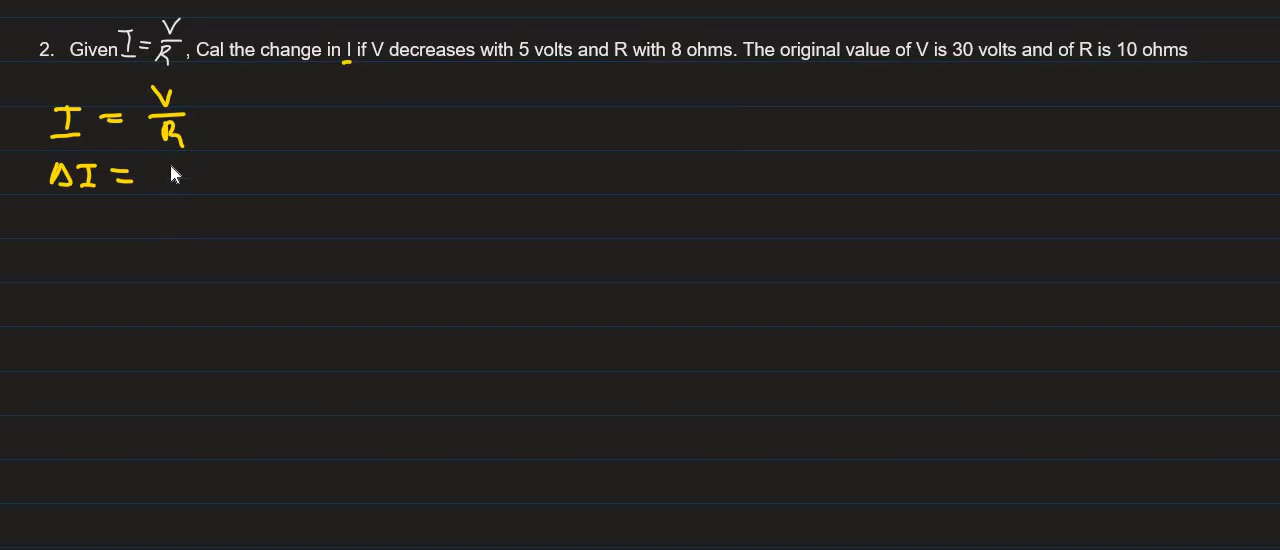 2. Given I = V/R , Cal the change in I if V decreases with 5 volts and R with 8 ohms. The original value of V is 30 volts and of R is 10 ohms
I = V/R
ΔI =